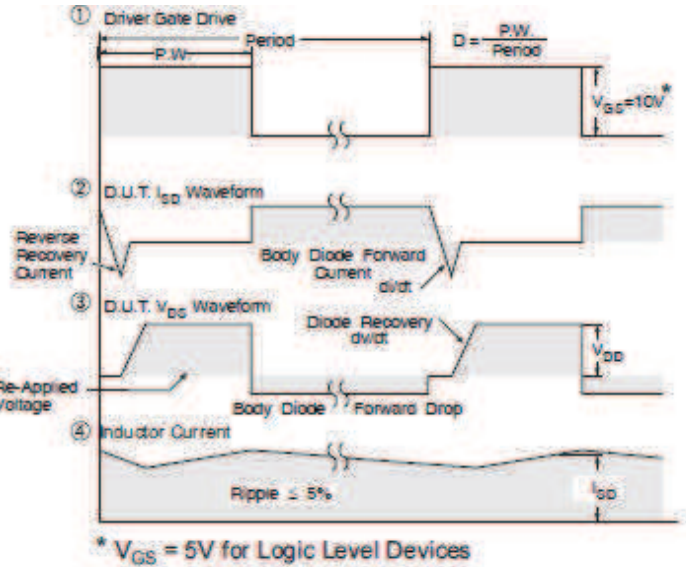 ① Driver Gate Drive
Period
P.W.
D = P.W. / Period
V_GS=10V*
② D.U.T. I_SD Waveform
Reverse
Recovery
Current
Body Diode Forward
Current
di/dt
③ D.U.T. V_DS Waveform
Diode Recovery
dv/dt
V_DD
Re-Applied
Voltage
Body Diode Forward Drop
④ Inductor Current
Ripple ≤ 5%
I_SD
* V_GS = 5V for Logic Level Devices